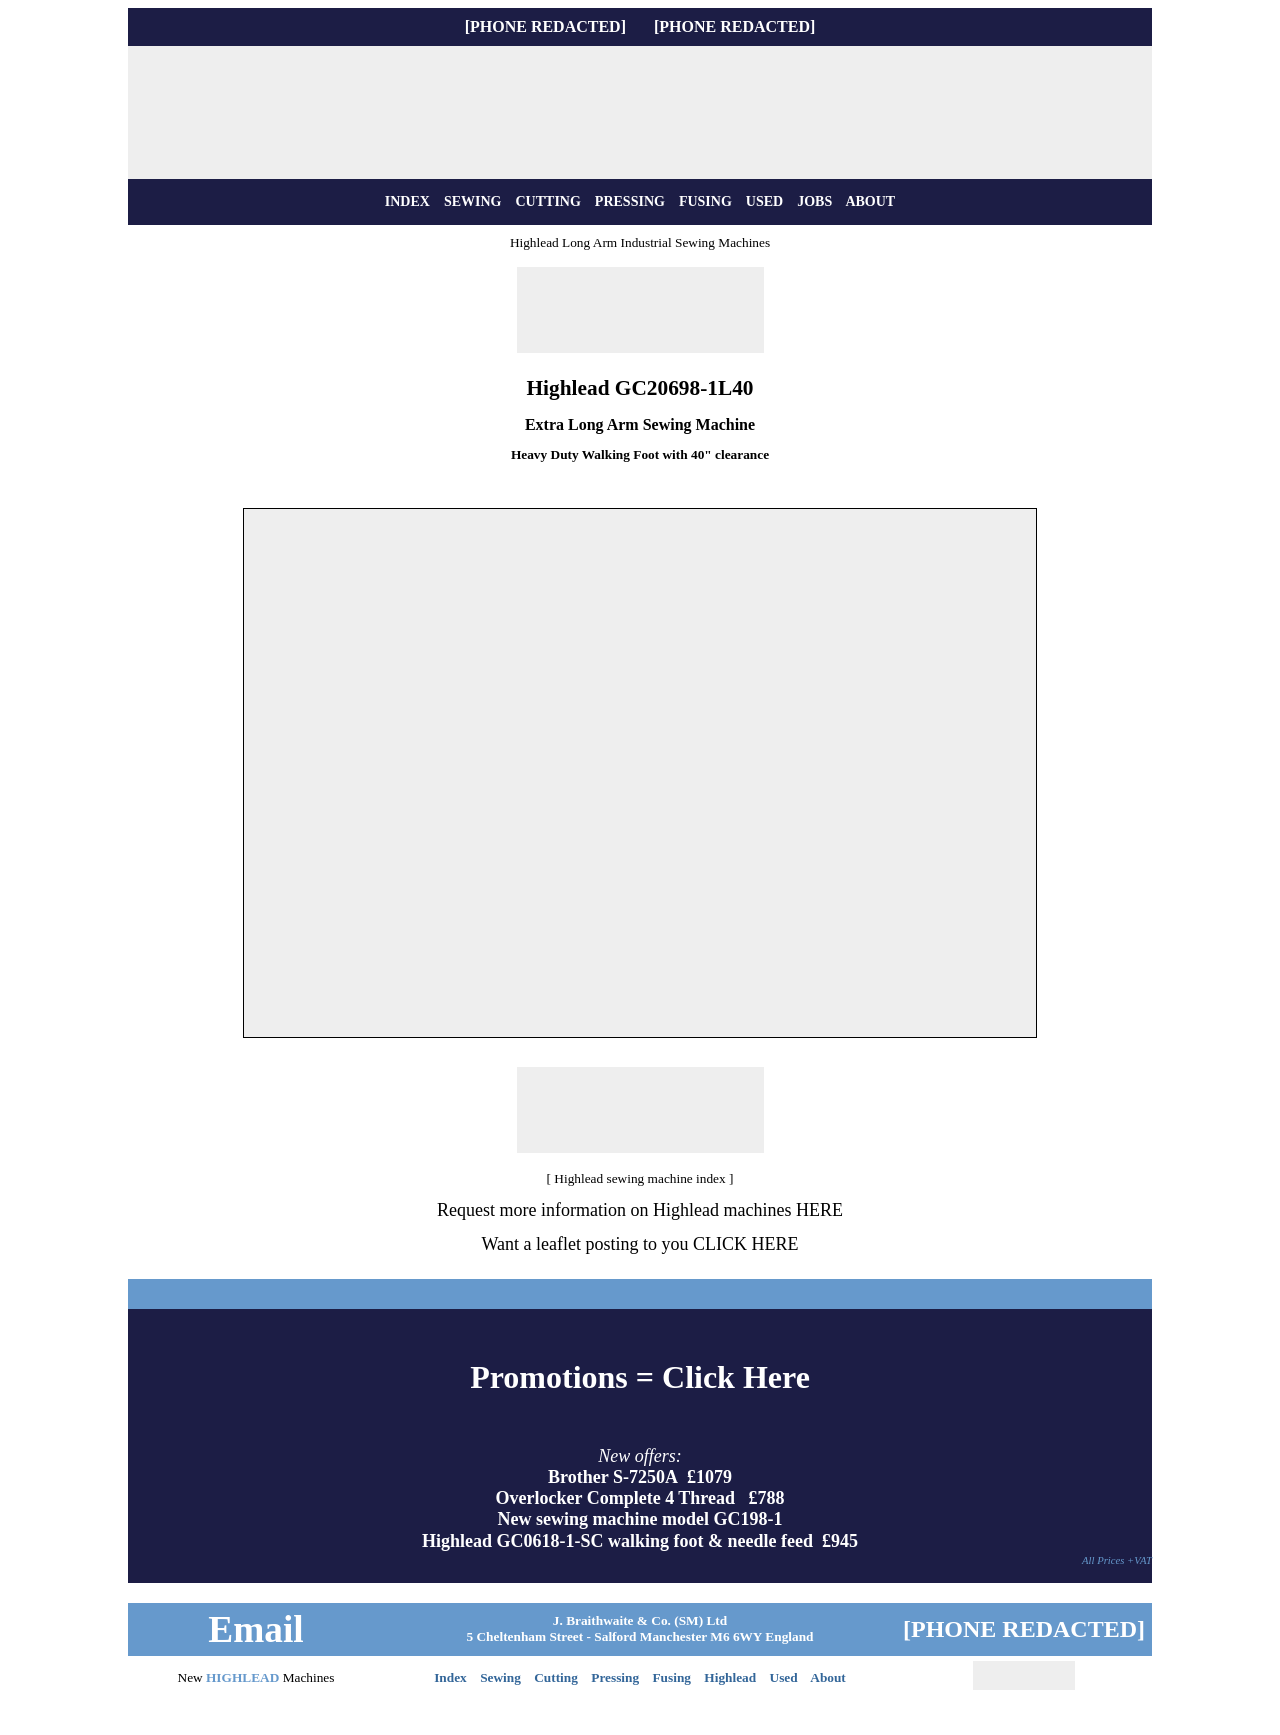 [PHONE REDACTED] [PHONE REDACTED]
INDEX SEWING CUTTING PRESSING FUSING USED JOBS ABOUT
Highlead Long Arm Industrial Sewing Machines
Highlead GC20698-1L40
Extra Long Arm Sewing Machine
Heavy Duty Walking Foot with 40" clearance
[ Highlead sewing machine index ]
Request more information on Highlead machines HERE
Want a leaflet posting to you CLICK HERE
Promotions = Click Here
New offers:
Brother S-7250A £1079
Overlocker Complete 4 Thread £788
New sewing machine model GC198-1
Highlead GC0618-1-SC walking foot & needle feed £945
All Prices +VAT
Email
J. Braithwaite & Co. (SM) Ltd
5 Cheltenham Street - Salford Manchester M6 6WY England
[PHONE REDACTED]
New HIGHLEAD Machines
Index Sewing Cutting Pressing Fusing Highlead Used About